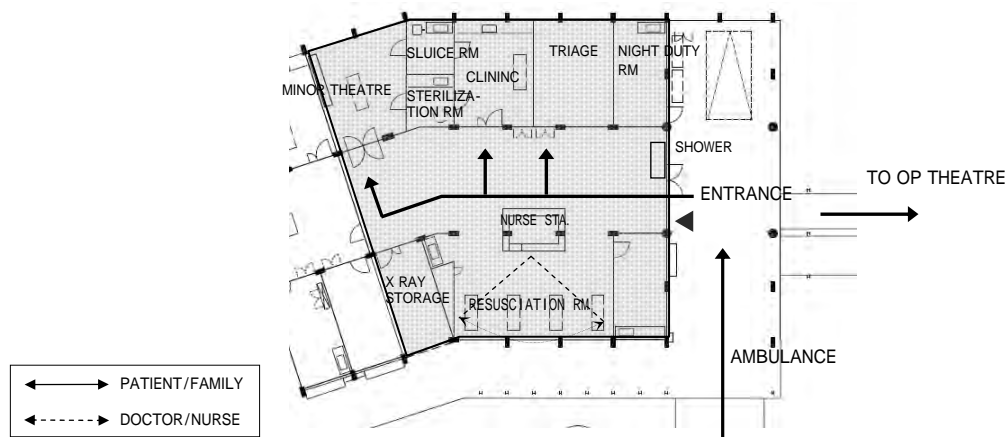 SLUICE RM
TRIAGE
NIGHT DUTY
RM
CLININC
MINOR THEATRE
STERILIZA-
TION RM
SHOWER
TO OP THEATRE
ENTRANCE
NURSE STA.
X RAY
STORAGE
RESUSCIATION RM
AMBULANCE
PATIENT/FAMILY
DOCTOR/NURSE